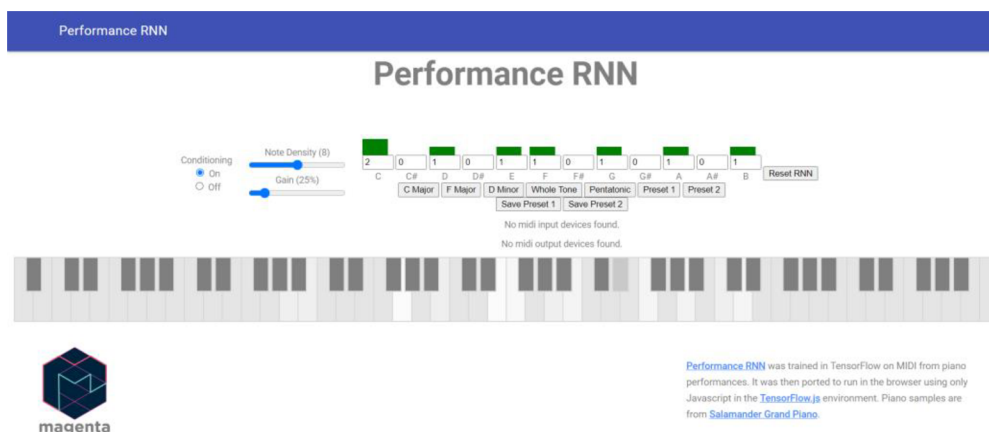 Performance RNN
Performance RNN
Conditioning
On
Off
Note Density (8)
Gain (25%)
2 0 1 0 1 1 0 1 0 1 0 1
C C# D D# E F F# G G# A A# B
Reset RNN
C Major F Major D Minor Whole Tone Pentatonic Preset 1 Preset 2
Save Preset 1 Save Preset 2
No midi input devices found.
No midi output devices found.
magenta
Performance RNN was trained in TensorFlow on MIDI from piano
performances. It was then ported to run in the browser using only
Javascript in the TensorFlow.js environment. Piano samples are
from Salamander Grand Piano.